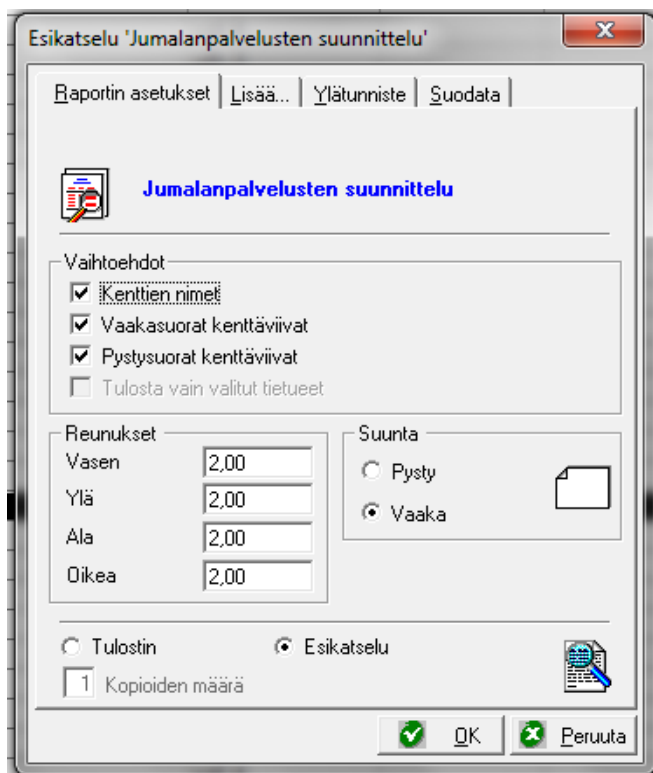 Esikatselu 'Jumalanpalvelusten suunnittelu'
Raportin asetukset Lisää... Ylätunniste Suodata
Jumalanpalvelusten suunnittelu
Vaihtoehdot
Kenttien nimet
Vaakasuorat kenttäviivat
Pystysuorat kenttäviivat
Tulosta vain valitut tietueet
Reunukset
Vasen 2,00
Ylä 2,00
Ala 2,00
Oikea 2,00
Suunta
Pysty
Vaaka
Tulostin Esikatselu
1 Kopioiden määrä
OK Peruuta